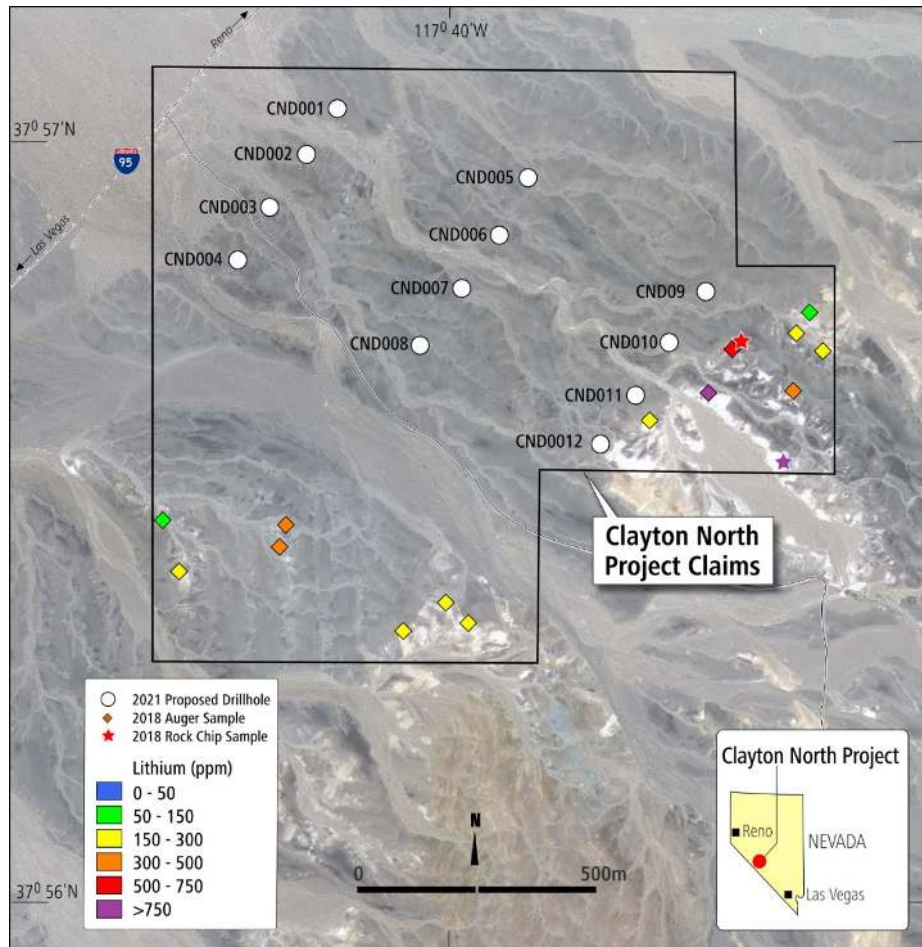 117⁰ 40'W
Reno
37⁰ 57'N
95
Las Vegas
CND001
CND002
CND003
CND004
CND005
CND006
CND007
CND008
CND09
CND010
CND011
CND0012
Clayton North
Project Claims
2021 Proposed Drillhole
2018 Auger Sample
2018 Rock Chip Sample
Lithium (ppm)
0 - 50
50 - 150
150 - 300
300 - 500
500 - 750
>750
N
0
500m
37⁰ 56'N
Clayton North Project
Reno
NEVADA
Las Vegas